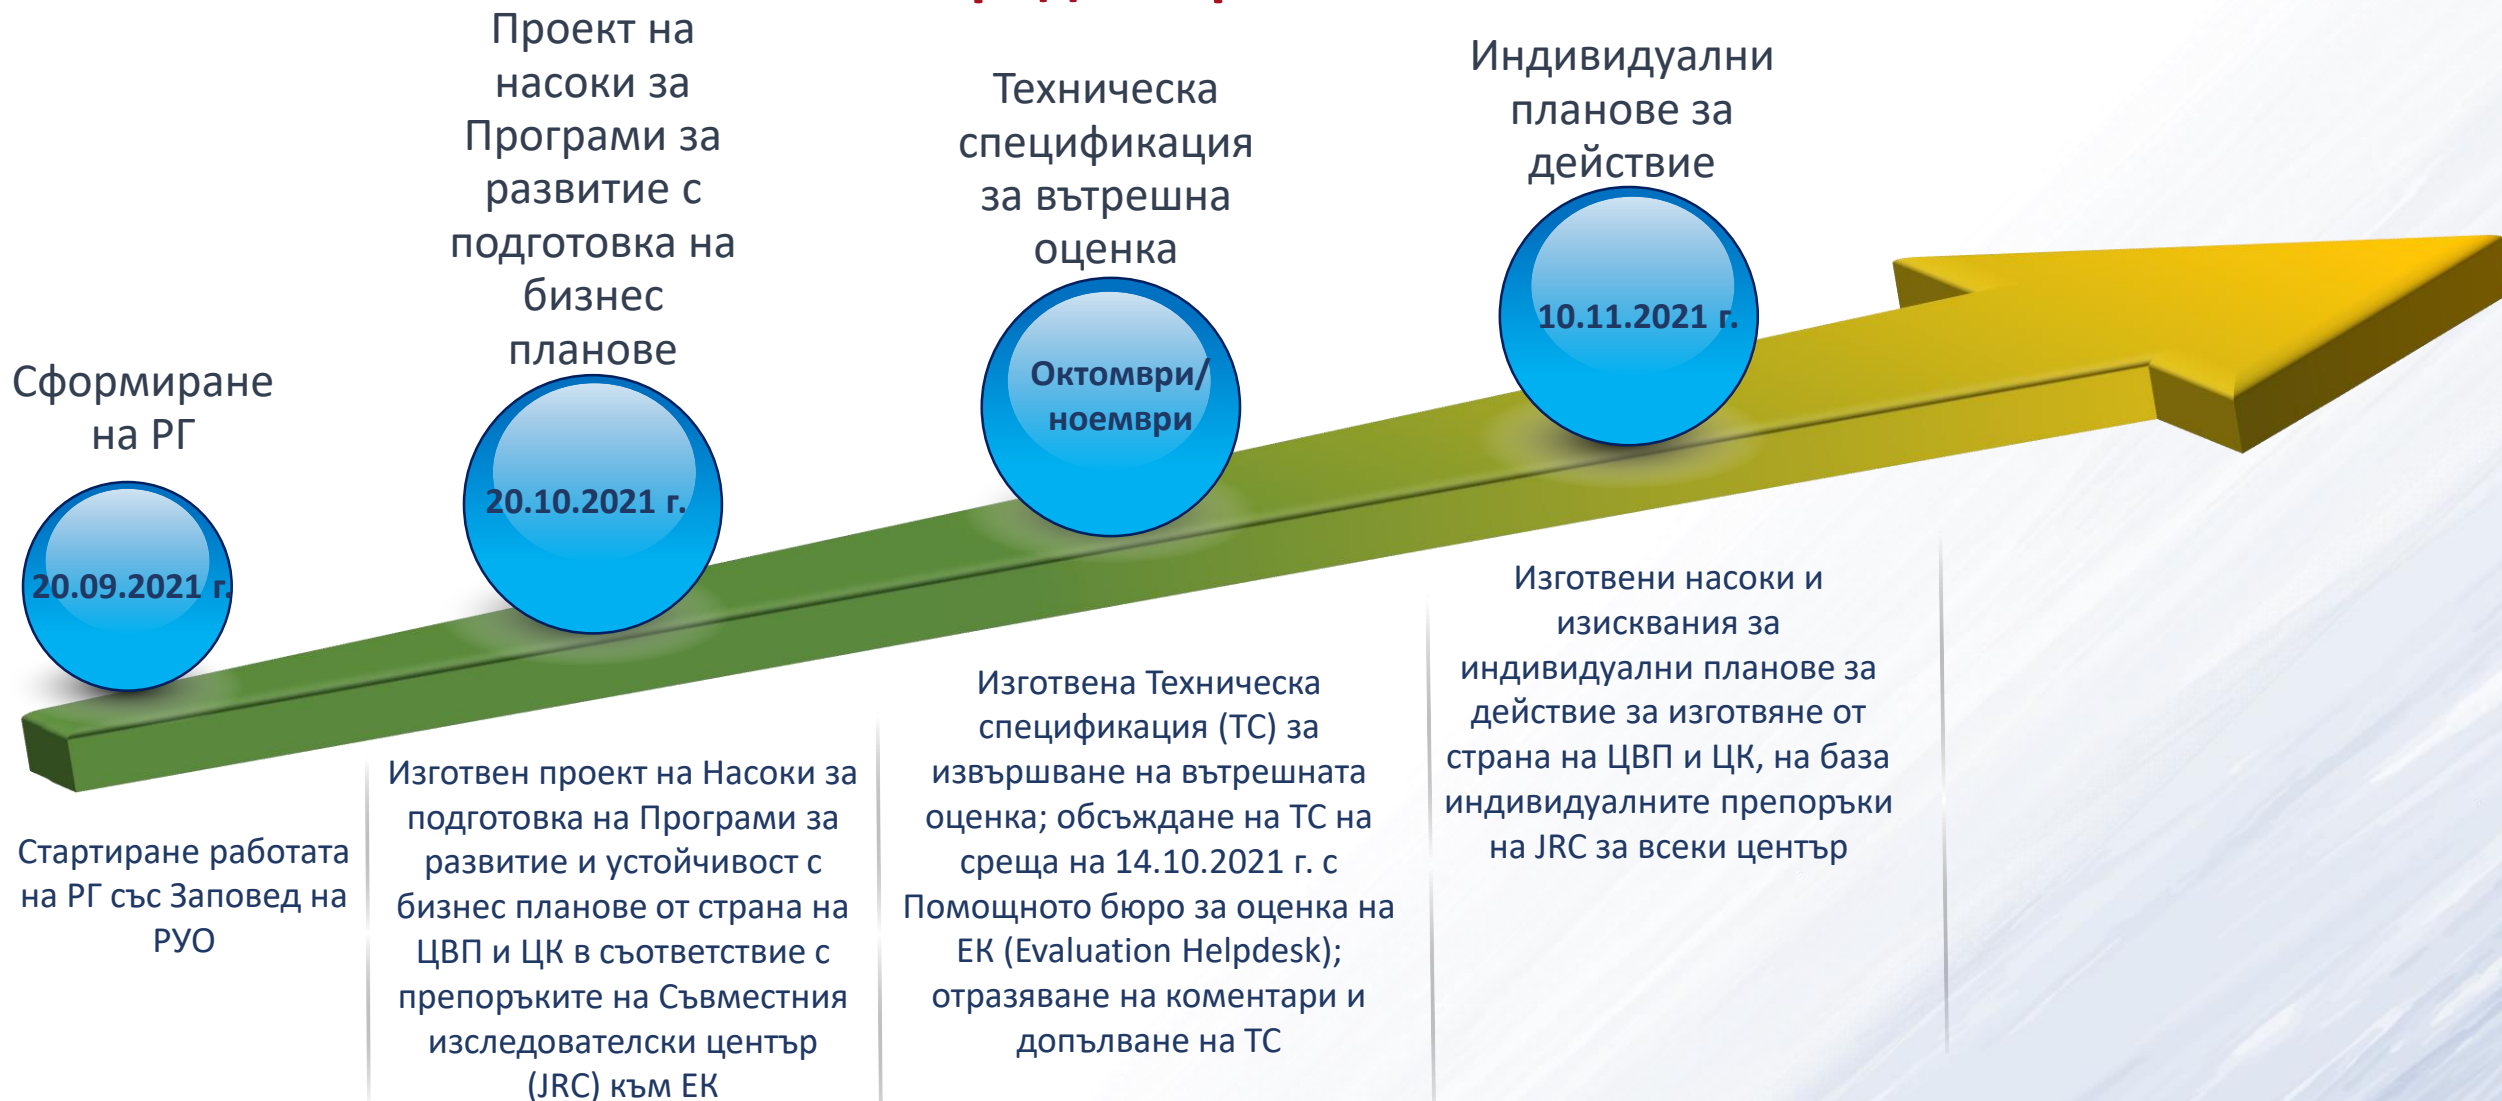 Сформиране
на РГ
20.09.2021 г.
Стартиране работата
на РГ със Заповед на
РУО
Проект на
насоки за
Програми за
развитие с
подготовка на
бизнес
планове
20.10.2021 г.
Изготвен проект на Насоки за
подготовка на Програми за
развитие и устойчивост с
бизнес планове от страна на
ЦВП и ЦК в съответствие с
препоръките на Съвместния
изследователски център
(JRC) към ЕК
Техническа
спецификация
за вътрешна
оценка
Октомври/
ноември
Изготвена Техническа
спецификация (ТС) за
извършване на вътрешната
оценка; обсъждане на ТС на
среща на 14.10.2021 г. с
Помощното бюро за оценка на
ЕК (Evaluation Helpdesk);
отразяване на коментари и
допълване на ТС
Индивидуални
планове за
действие
10.11.2021 г.
Изготвени насоки и
изисквания за
индивидуални планове за
действие за изготвяне от
страна на ЦВП и ЦК, на база
индивидуалните препоръки
на JRC за всеки център